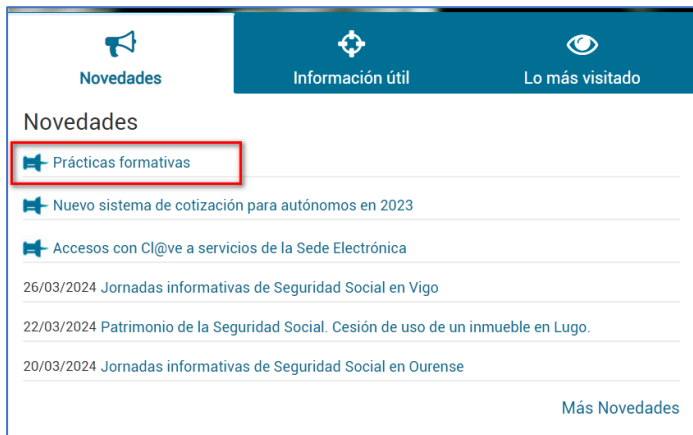 Novedades
Información útil
Lo más visitado
Novedades
Prácticas formativas
Nuevo sistema de cotización para autónomos en 2023
Accesos con Cl@ve a servicios de la Sede Electrónica
26/03/2024 Jornadas informativas de Seguridad Social en Vigo
22/03/2024 Patrimonio de la Seguridad Social. Cesión de uso de un inmueble en Lugo.
20/03/2024 Jornadas informativas de Seguridad Social en Ourense
Más Novedades